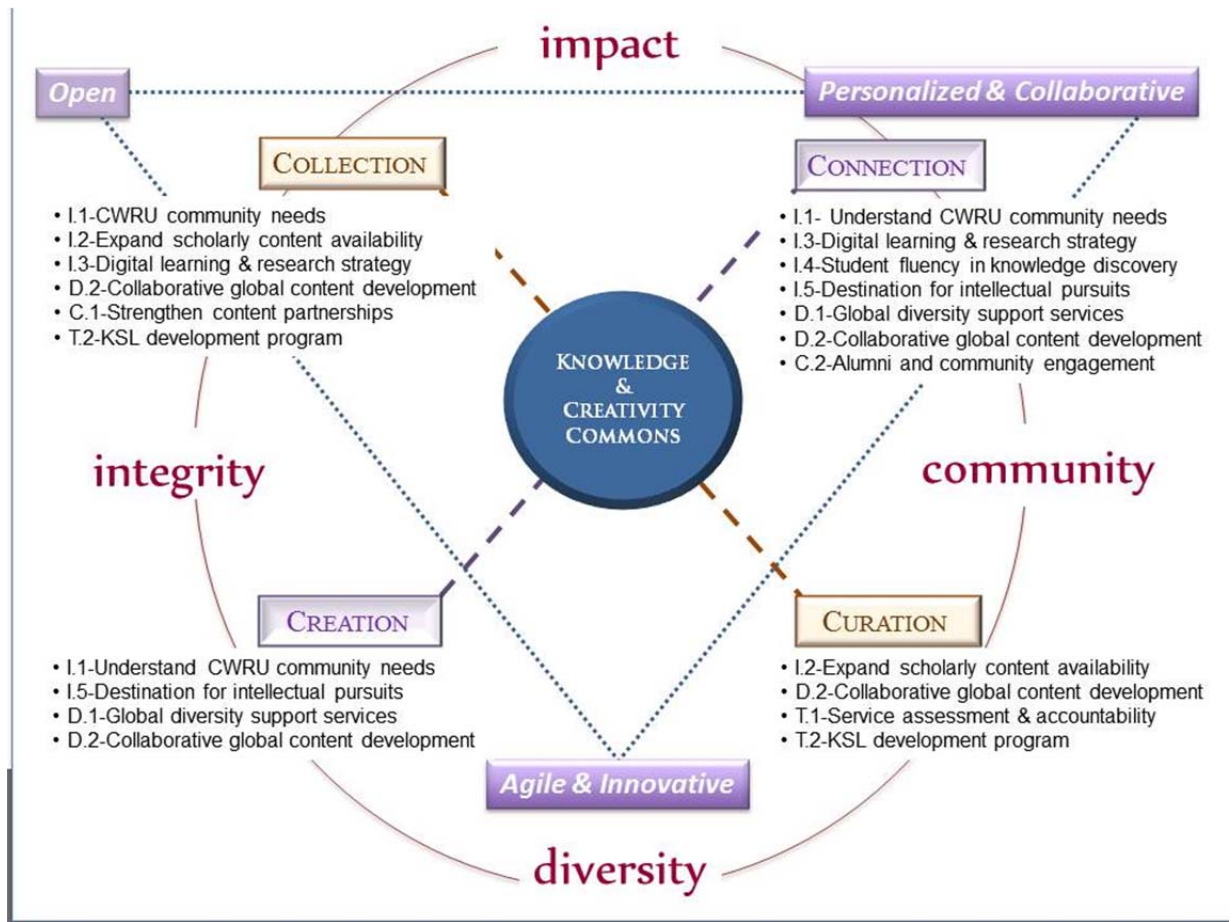 impact
Open
Personalized & Collaborative
COLLECTION
• I.1-CWRU community needs
• I.2-Expand scholarly content availability
• I.3-Digital learning & research strategy
• D.2-Collaborative global content development
• C.1-Strengthen content partnerships
• T.2-KSL development program
CONNECTION
• I.1- Understand CWRU community needs
• I.3-Digital learning & research strategy
• I.4-Student fluency in knowledge discovery
• I.5-Destination for intellectual pursuits
• D.1-Global diversity support services
• D.2-Collaborative global content development
• C.2-Alumni and community engagement
KNOWLEDGE
&
CREATIVITY
COMMONS
integrity
community
CREATION
• I.1-Understand CWRU community needs
• I.5-Destination for intellectual pursuits
• D.1-Global diversity support services
• D.2-Collaborative global content development
CURATION
• I.2-Expand scholarly content availability
• D.2-Collaborative global content development
• T.1-Service assessment & accountability
• T.2-KSL development program
Agile & Innovative
diversity